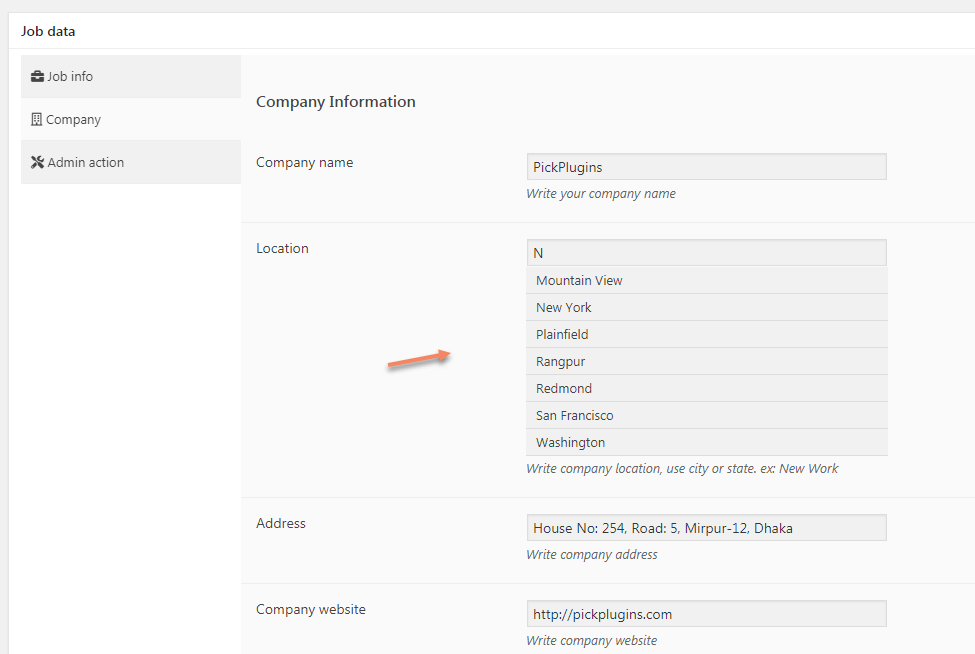 Job data
Job info
Company
Admin action
Company Information
Company name
PickPlugins
Write your company name
Location
N
Mountain View
New York
Plainfield
Rangpur
Redmond
San Francisco
Washington
Write company location, use city or state. ex: New Work
Address
House No: 254, Road: 5, Mirpur-12, Dhaka
Write company address
Company website
http://pickplugins.com
Write company website